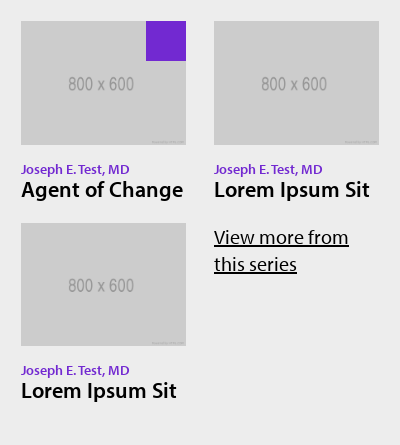 800 x 600
Joseph E. Test, MD
Agent of Change
800 x 600
Joseph E. Test, MD
Lorem Ipsum Sit
800 x 600
Joseph E. Test, MD
Lorem Ipsum Sit
View more from
this series